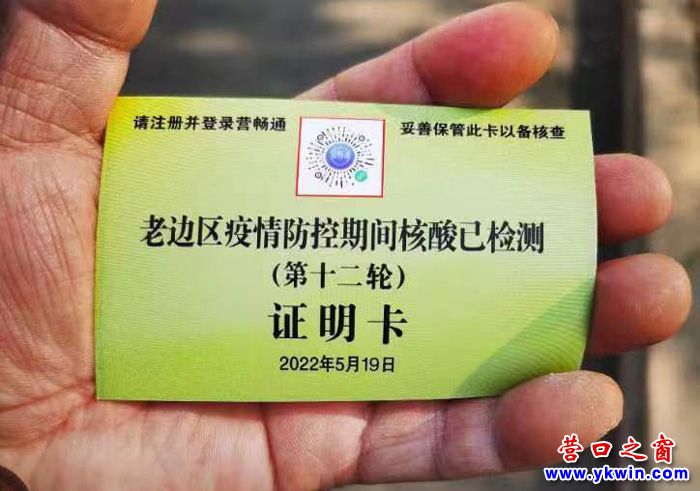 请注册并登录营畅通
妥善保管此卡以备核查
老边区疫情防控期间核酸已检测
（第十二轮）
证明卡
2022年5月19日
营口之窗
www.ykwin.com